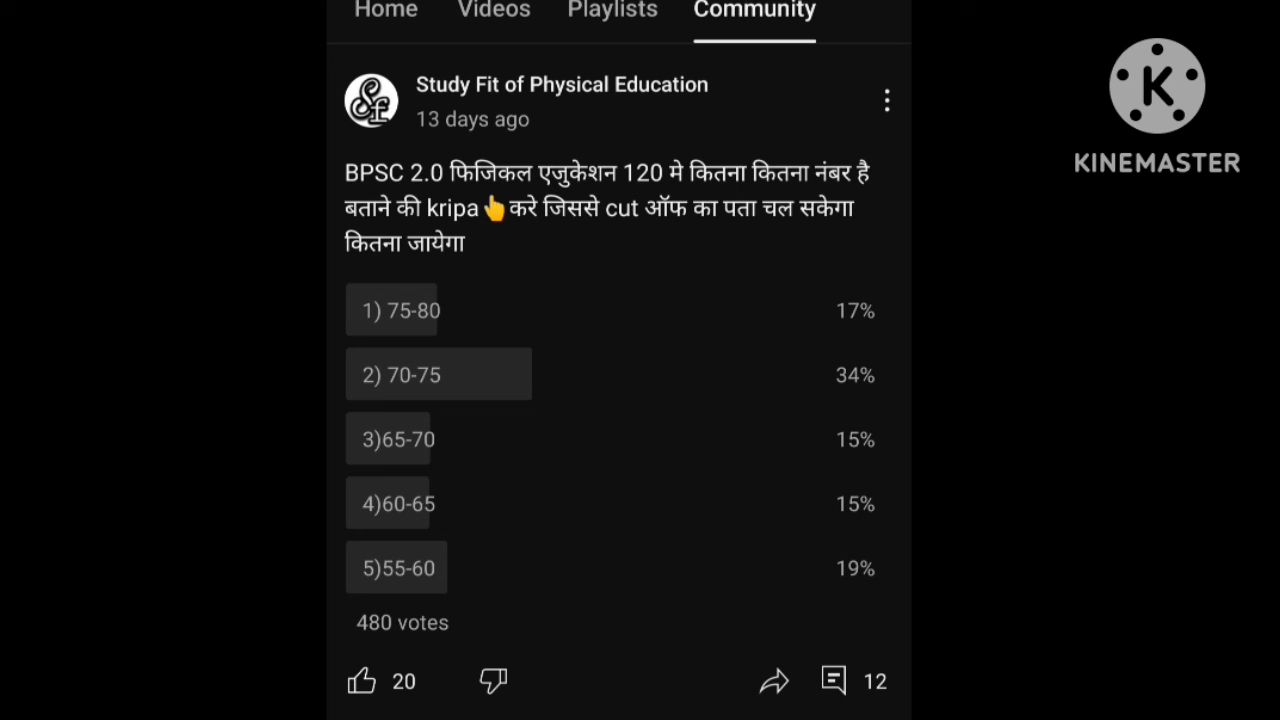 Home Videos Playlists Community
Study Fit of Physical Education
13 days ago
BPSC 2.0 फिजिकल एजुकेशन 120 मे कितना कितना नंबर है
बताने की kripa👆करे जिससे cut ऑफ का पता चल सकेगा
कितना जायेगा
1) 75-80 17%
2) 70-75 34%
3)65-70 15%
4)60-65 15%
5)55-60 19%
480 votes
20 12
K
KINEMASTER